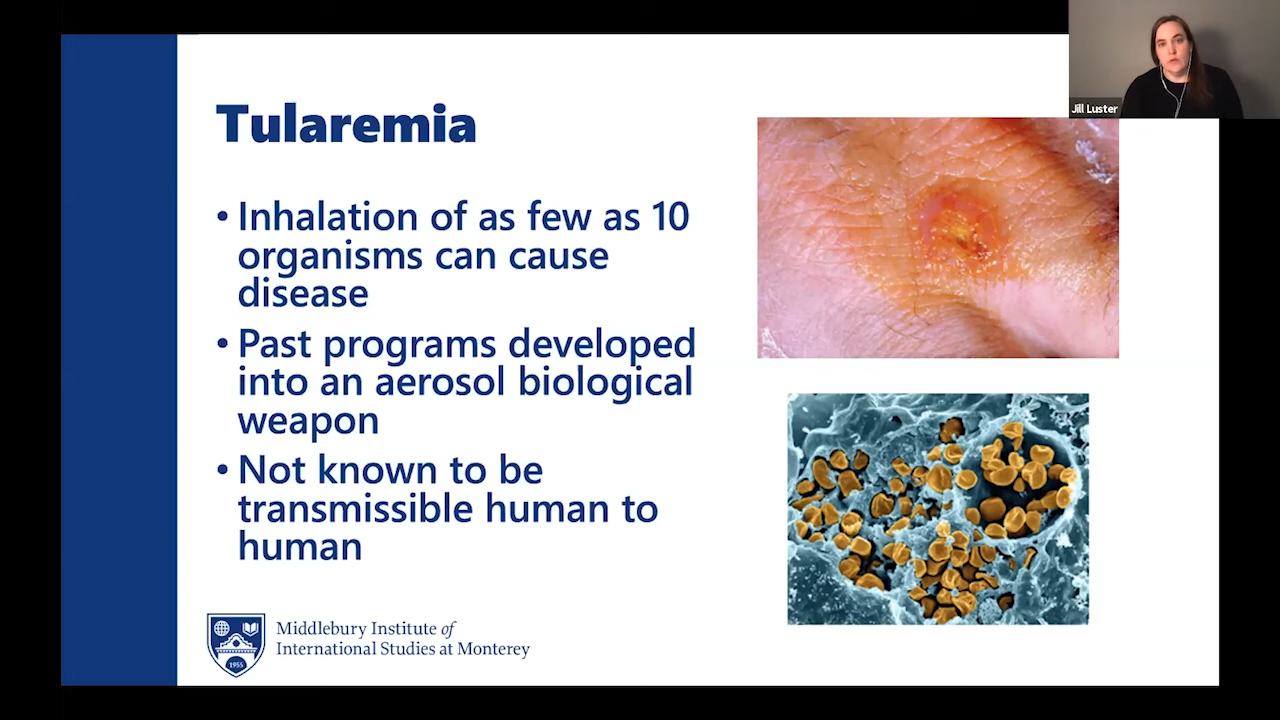 Jill Luster
Tularemia
• Inhalation of as few as 10
organisms can cause
disease
• Past programs developed
into an aerosol biological
weapon
• Not known to be
transmissible human to
human
1955
Middlebury Institute of
International Studies at Monterey